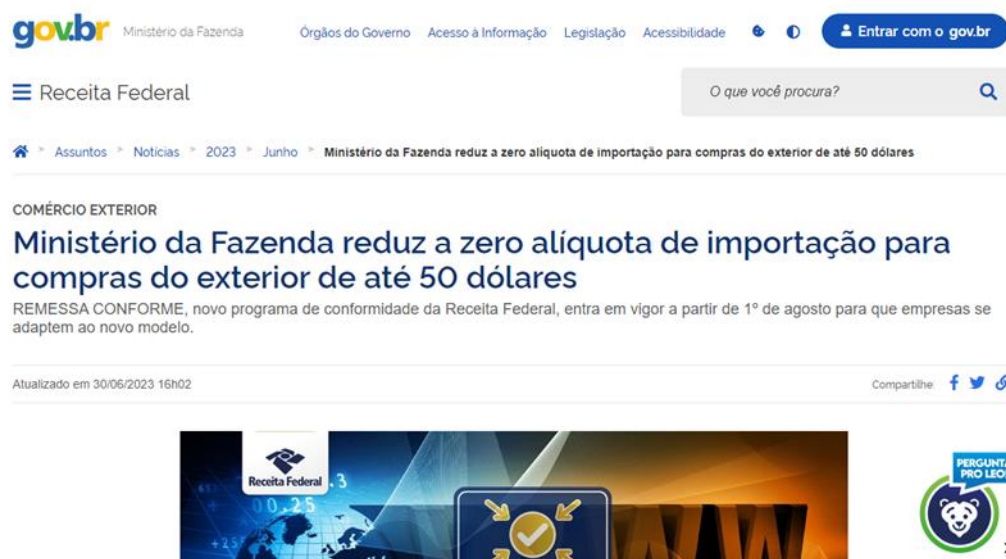 gov.br Ministério da Fazenda Órgãos do Governo Acesso à Informação Legislação Acessibilidade Entrar com o gov.br
Receita Federal O que você procura?
Assuntos > Notícias > 2023 > Junho > Ministério da Fazenda reduz a zero alíquota de importação para compras do exterior de até 50 dólares
COMÉRCIO EXTERIOR
Ministério da Fazenda reduz a zero alíquota de importação para
compras do exterior de até 50 dólares
REMESSA CONFORME, novo programa de conformidade da Receita Federal, entra em vigor a partir de 1º de agosto para que empresas se
adaptem ao novo modelo.
Atualizado em 30/06/2023 16h02 Compartilhe:
Receita Federal
PERGUNTA
PRO LEO